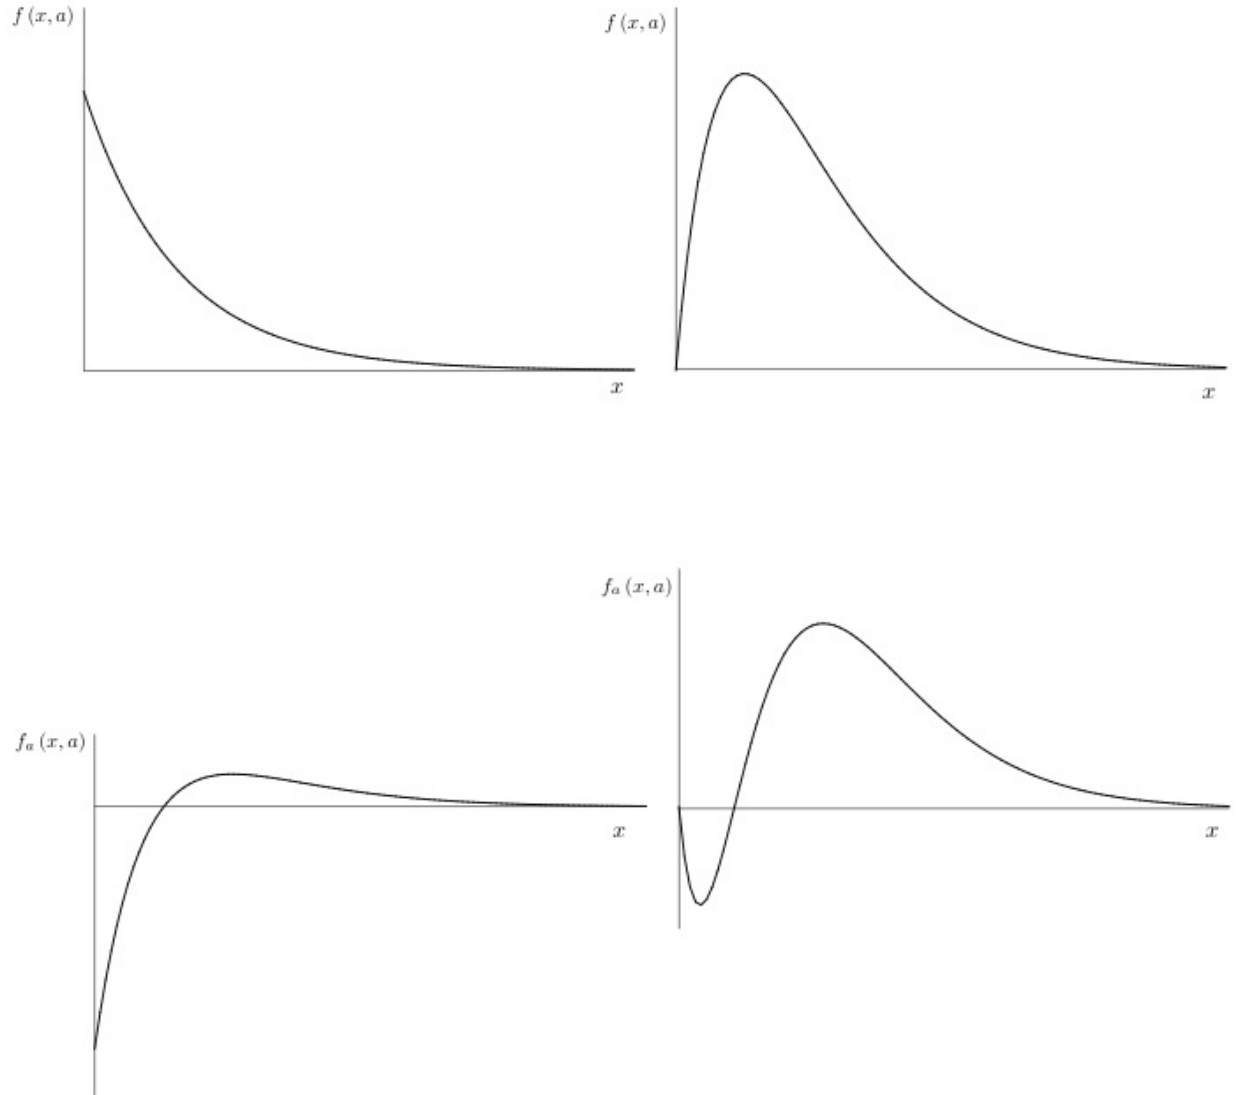 f (x, a)
f (x, a)
x
x
fₐ (x, a)
fₐ (x, a)
x
x